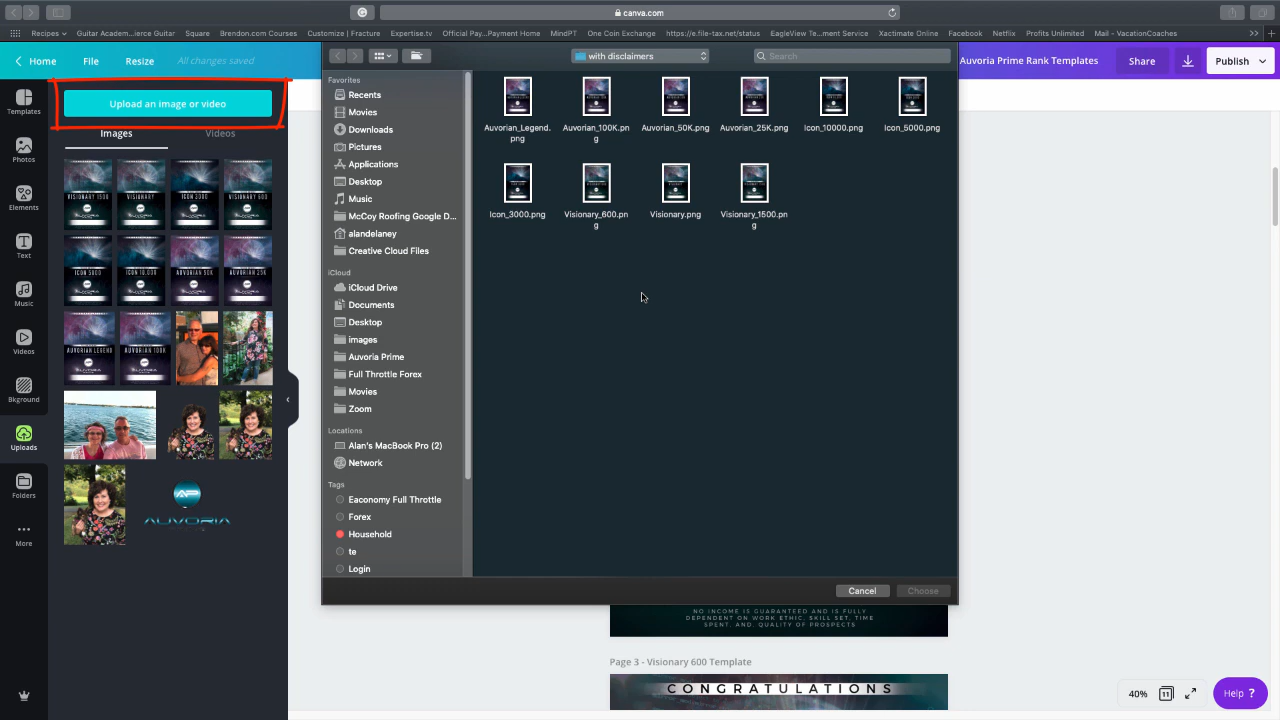 canva.com
Recipes
Guitar Academ...ierce Guitar
Square
Brendon.com Courses
Customize | Fracture
Expertise.tv
Official Pay...Payment Home
MindPT
One Coin Exchange
https://e.file-tax.net/status
EagleView Te...ment Service
Xactimate Online
Facebook
Netflix
Profits Unlimited
Mail - VacationCoaches
Home
File
Resize
All changes saved
with disclaimers
Search
Auvoria Prime Rank Templates
Share
Publish
Upload an image or video
Images
Videos
Templates
Photos
Elements
Text
Music
Videos
Bkground
Uploads
Folders
More
VISIONARY 1500
VISIONARY
ICON 3000
VISIONARY 600
ICON 5000
ICON 10,000
AUVORIAN 50K
AUVORIAN 25K
AUVORIAN LEGEND
AUVORIAN 100K
AP
AUVORIA
Favorites
Recents
Movies
Downloads
Pictures
Applications
Desktop
Music
McCoy Roofing Google D...
alandelaney
Creative Cloud Files
iCloud
iCloud Drive
Documents
Desktop
images
Auvoria Prime
Full Throttle Forex
Movies
Zoom
Locations
Alan's MacBook Pro (2)
Network
Tags
Eaconomy Full Throttle
Forex
Household
te
Login
Auvorian_Legend.
png
Auvorian_100K.pn
g
Auvorian_50K.png
Auvorian_25K.png
Icon_10000.png
Icon_5000.png
Icon_3000.png
Visionary_600.pn
g
Visionary.png
Visionary_1500.pn
g
Cancel
Choose
NO INCOME IS GUARANTEED AND IS FULLY
DEPENDENT ON WORK ETHIC, SKILL SET, TIME
SPENT, AND, QUALITY OF PROSPECTS
Page 3 - Visionary 600 Template
CONGRATULATIONS
40%
11
Help ?